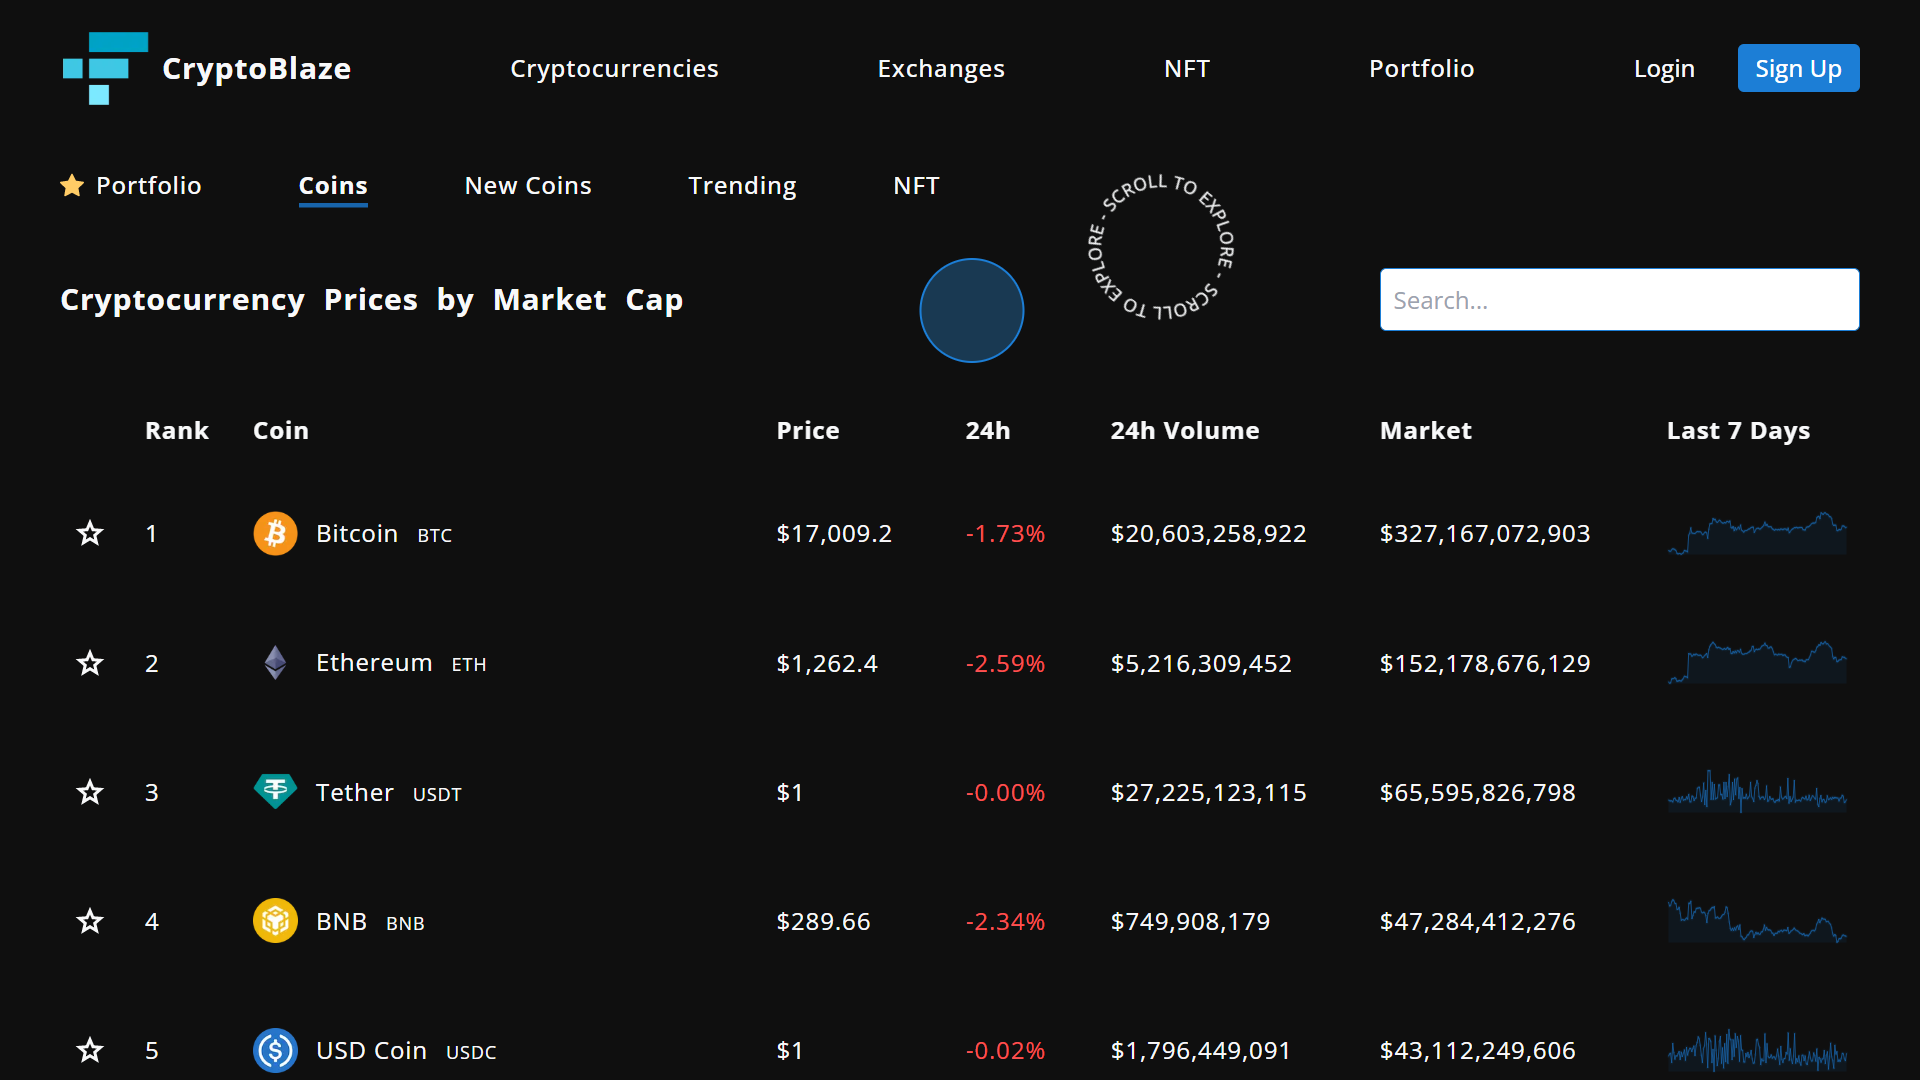 CryptoBlaze Cryptocurrencies Exchanges NFT Portfolio Login Sign Up
Portfolio Coins New Coins Trending NFT
SCROLL TO EXPLORE - SCROLL TO EXPLORE -
Cryptocurrency Prices by Market Cap
Search...
Rank Coin Price 24h 24h Volume Market Last 7 Days
1 Bitcoin BTC $17,009.2 -1.73% $20,603,258,922 $327,167,072,903
2 Ethereum ETH $1,262.4 -2.59% $5,216,309,452 $152,178,676,129
3 Tether USDT $1 -0.00% $27,225,123,115 $65,595,826,798
4 BNB BNB $289.66 -2.34% $749,908,179 $47,284,412,276
5 USD Coin USDC $1 -0.02% $1,796,449,091 $43,112,249,606